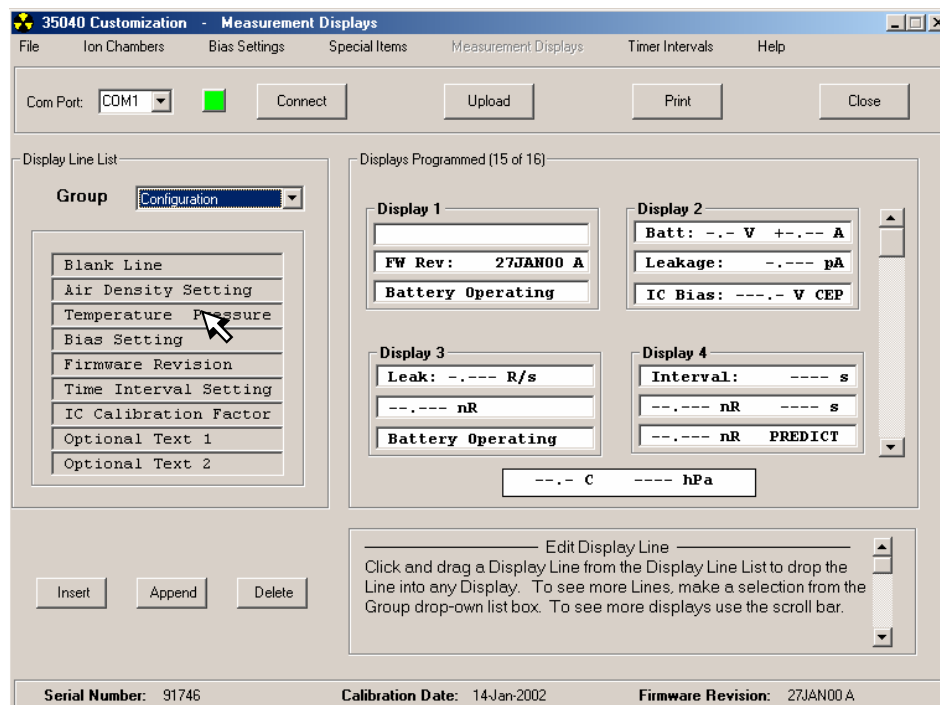 35040 Customization - Measurement Displays
File Ion Chambers Bias Settings Special Items Measurement Displays Timer Intervals Help
Com Port: COM1 Connect Upload Print Close
Display Line List
Group Configuration
Blank Line
Air Density Setting
Temperature Pressure
Bias Setting
Firmware Revision
Time Interval Setting
IC Calibration Factor
Optional Text 1
Optional Text 2
Insert Append Delete
Displays Programmed (15 of 16)
Display 1
FW Rev: 27JAN00 A
Battery Operating
Display 2
Batt: -.- V +-.-- A
Leakage: -.--- pA
IC Bias: ---.- V CEP
Display 3
Leak: -.--- R/s
--.--- nR
Battery Operating
Display 4
Interval: ---- s
--.--- nR ---- s
--.--- nR PREDICT
--.- C ---- hPa
Edit Display Line
Click and drag a Display Line from the Display Line List to drop the
Line into any Display. To see more Lines, make a selection from the
Group drop-own list box. To see more displays use the scroll bar.
Serial Number: 91746 Calibration Date: 14-Jan-2002 Firmware Revision: 27JAN00 A